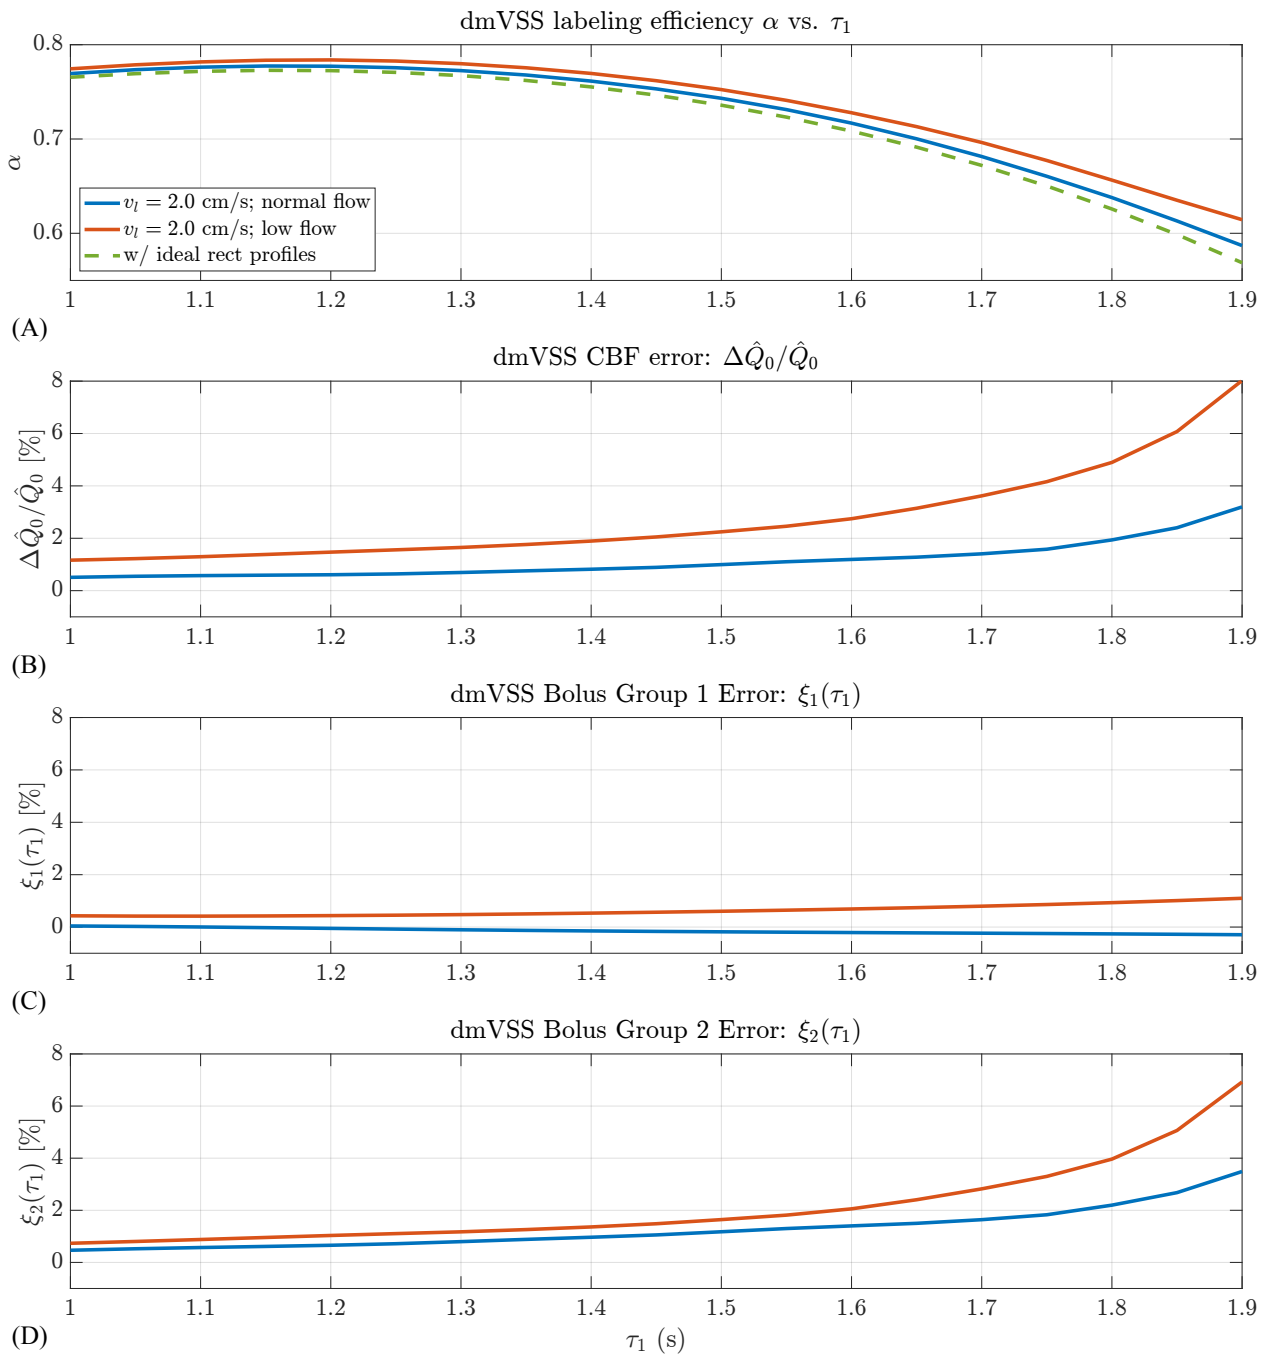 dmVSS labeling efficiency α vs. τ₁
0.8
0.7
0.6
α
v_l = 2.0 cm/s; normal flow
v_l = 2.0 cm/s; low flow
w/ ideal rect profiles
1 1.1 1.2 1.3 1.4 1.5 1.6 1.7 1.8 1.9
(A)
dmVSS CBF error: ΔQ̂₀/Q̂₀
8
6
4
2
0
ΔQ̂₀/Q̂₀ [%]
1 1.1 1.2 1.3 1.4 1.5 1.6 1.7 1.8 1.9
(B)
dmVSS Bolus Group 1 Error: ξ₁(τ₁)
8
6
4
2
0
ξ₁(τ₁) [%]
1 1.1 1.2 1.3 1.4 1.5 1.6 1.7 1.8 1.9
(C)
dmVSS Bolus Group 2 Error: ξ₂(τ₁)
8
6
4
2
0
ξ₂(τ₁) [%]
1 1.1 1.2 1.3 1.4 1.5 1.6 1.7 1.8 1.9
(D)
τ₁ (s)